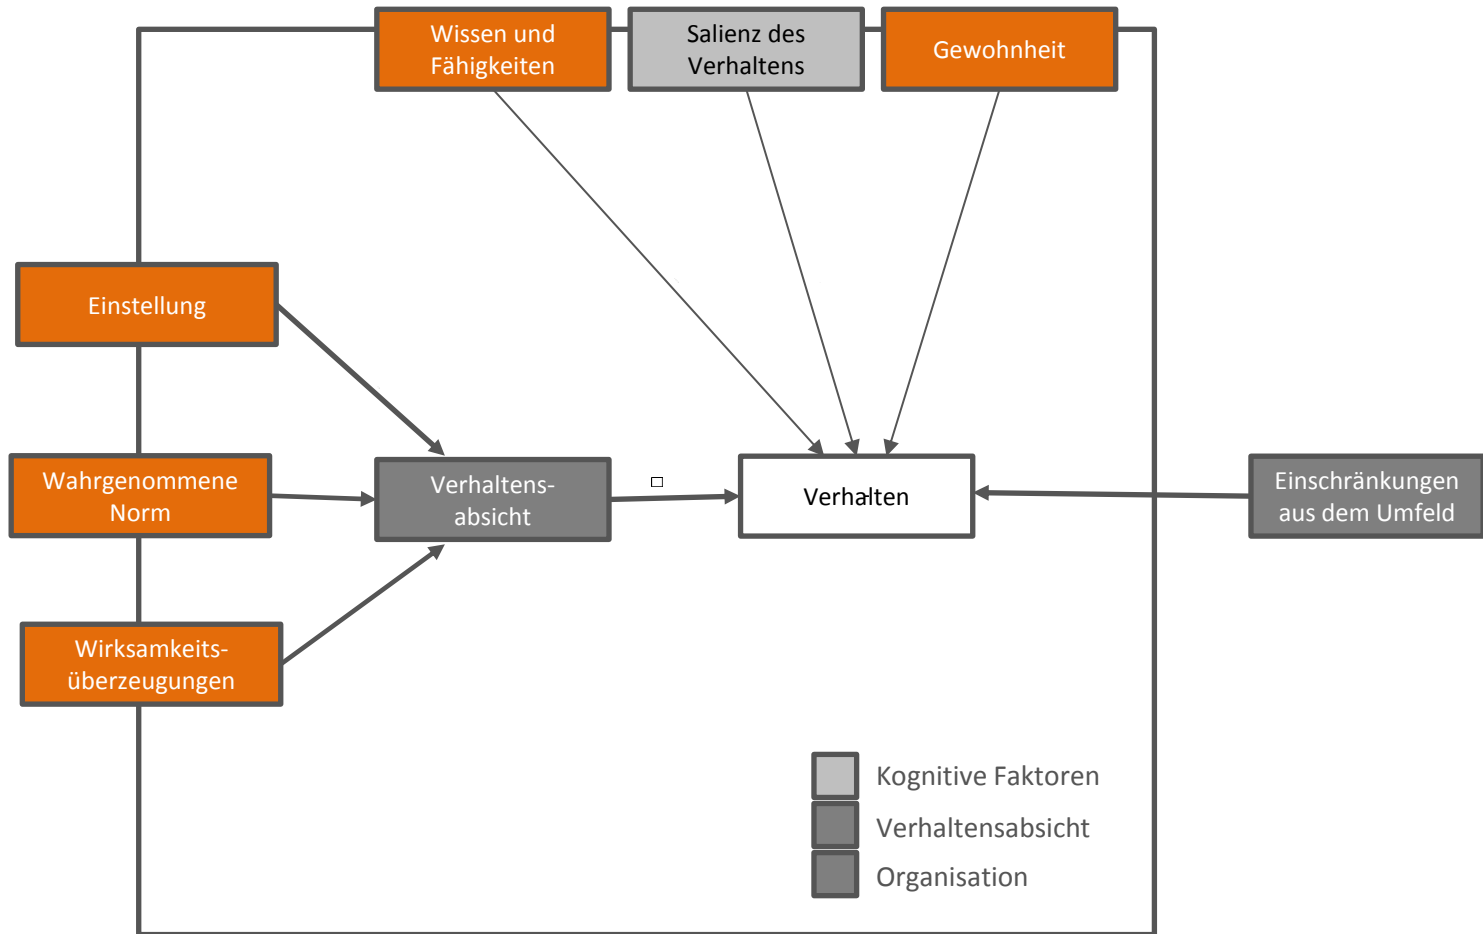 Wissen und
Fähigkeiten
Salienz des
Verhaltens
Gewohnheit
Einstellung
Wahrgenommene
Norm
Verhaltens-
absicht
Verhalten
Einschränkungen
aus dem Umfeld
Wirksamkeits-
überzeugungen
Kognitive Faktoren
Verhaltensabsicht
Organisation